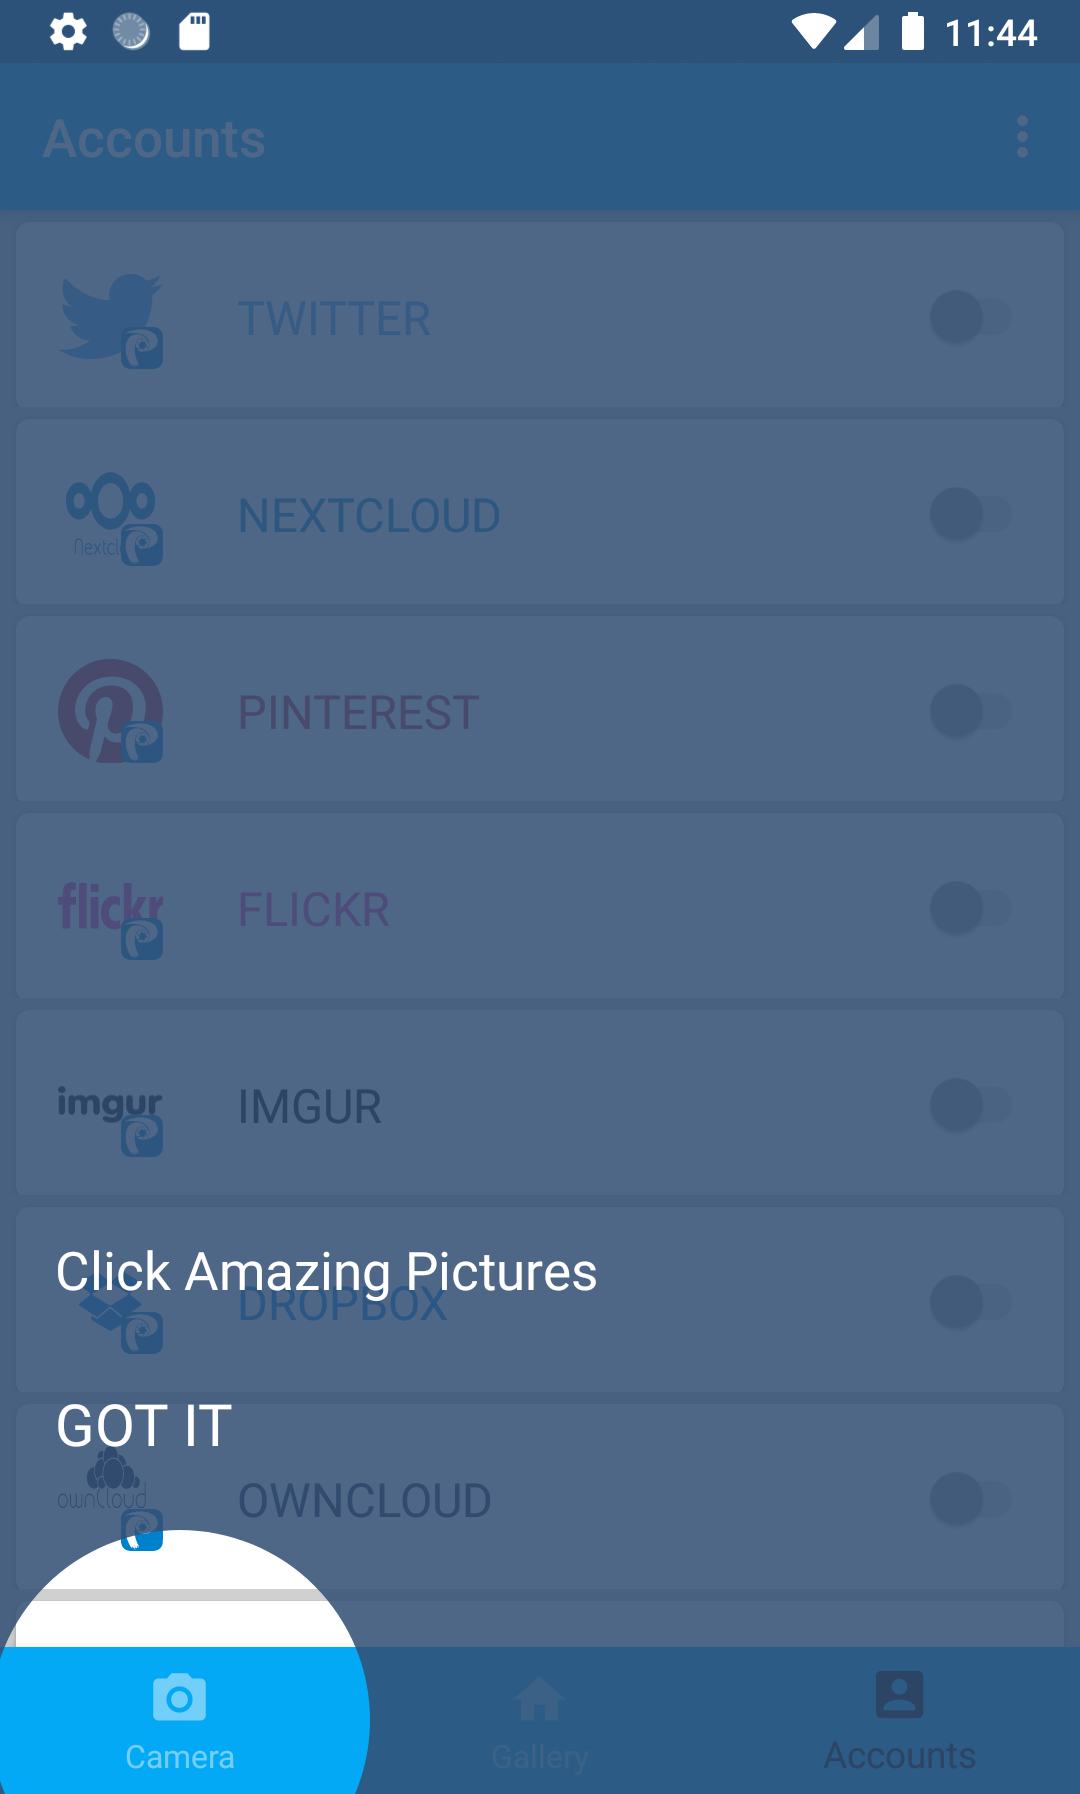 11:44
Accounts
TWITTER
Nextcl
NEXTCLOUD
PINTEREST
flickr
FLICKR
imgur
IMGUR
Click Amazing Pictures
DROPBOX
GOT IT
ownCloud
OWNCLOUD
Camera
Gallery
Accounts